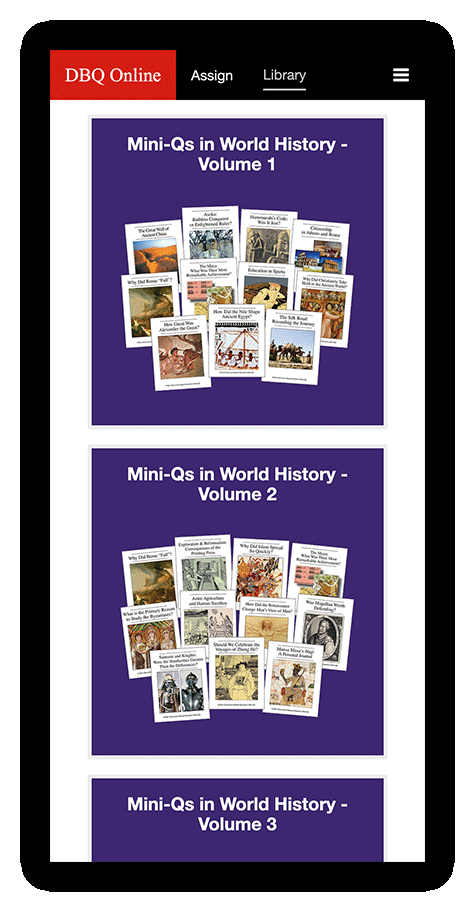 DBQ Online
Assign
Library
Mini-Qs in World History -
Volume 1
The Great Wall of
Ancient China
Asoka:
Ruthless Conqueror
or Enlightened Ruler?
Hammurabi's Code:
Was It Just?
Citizenship
in Athens and Rome
Why Did Rome "Fall"?
The Maya:
What Was Their Most
Remarkable Achievement?
Education in Sparta
Why Did Christianity Take
Hold in the Ancient World?
How Great Was
Alexander the Great?
How Did the Nile Shape
Ancient Egypt?
The Silk Road:
Recording the Journey
Mini-Qs in World History -
Volume 2
Why Did Rome "Fall"?
Exploration & Reformation:
Consequences of the
Printing Press
Why Did Islam Spread
So Quickly?
The Maya:
What Was Their Most
Remarkable Achievement?
What is the Primary Reason
to Study the Byzantines?
Aztec Agriculture
and Human Sacrifice
How Did the Renaissance
Change Man's View of Man?
Was Magellan Worth
Defending?
Samurai and Knights:
Were the Similarities Greater
Than the Differences?
Should We Celebrate the
Voyages of Zheng He?
Mansa Musa's Hajj:
A Personal Journal
Mini-Qs in World History -
Volume 3